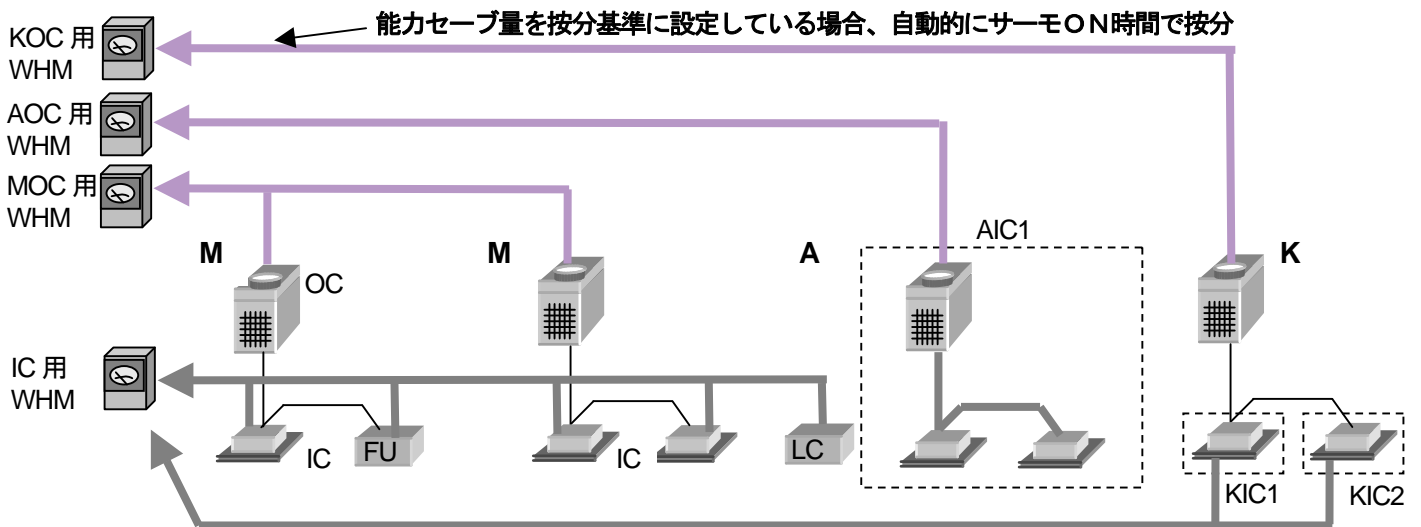 能力セーブ量を按分基準に設定している場合、自動的にサーモＯＮ時間で按分
KOC 用
WHM
AOC 用
WHM
MOC 用
WHM
M
M
A
AIC1
K
OC
IC 用
WHM
IC
FU
IC
LC
KIC1
KIC2